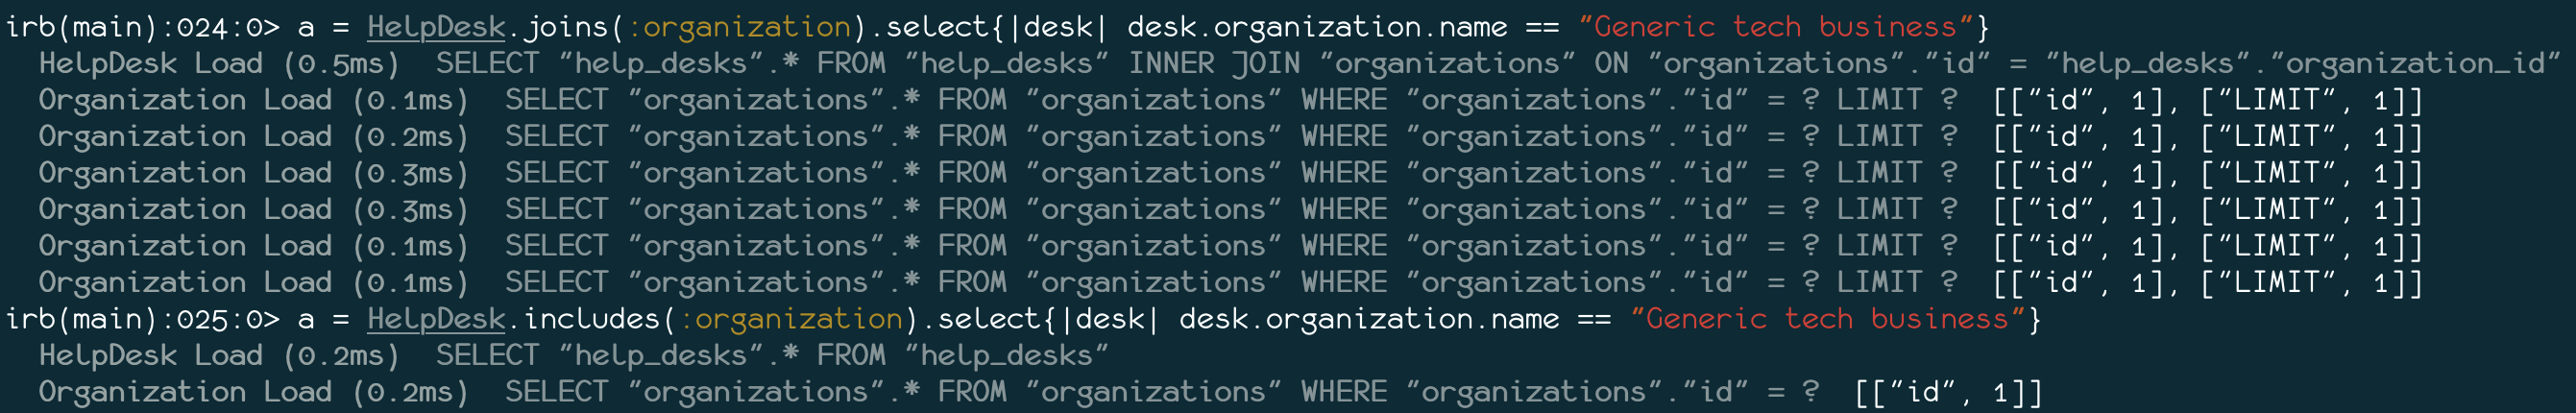 irb(main):024:0> a = HelpDesk.joins(:organization).select{|desk| desk.organization.name == "Generic tech business"}
  HelpDesk Load (0.5ms)  SELECT "help_desks".* FROM "help_desks" INNER JOIN "organizations" ON "organizations"."id" = "help_desks"."organization_id"
  Organization Load (0.1ms)  SELECT "organizations".* FROM "organizations" WHERE "organizations"."id" = ? LIMIT ?  [["id", 1], ["LIMIT", 1]]
  Organization Load (0.2ms)  SELECT "organizations".* FROM "organizations" WHERE "organizations"."id" = ? LIMIT ?  [["id", 1], ["LIMIT", 1]]
  Organization Load (0.3ms)  SELECT "organizations".* FROM "organizations" WHERE "organizations"."id" = ? LIMIT ?  [["id", 1], ["LIMIT", 1]]
  Organization Load (0.3ms)  SELECT "organizations".* FROM "organizations" WHERE "organizations"."id" = ? LIMIT ?  [["id", 1], ["LIMIT", 1]]
  Organization Load (0.1ms)  SELECT "organizations".* FROM "organizations" WHERE "organizations"."id" = ? LIMIT ?  [["id", 1], ["LIMIT", 1]]
  Organization Load (0.1ms)  SELECT "organizations".* FROM "organizations" WHERE "organizations"."id" = ? LIMIT ?  [["id", 1], ["LIMIT", 1]]
irb(main):025:0> a = HelpDesk.includes(:organization).select{|desk| desk.organization.name == "Generic tech business"}
  HelpDesk Load (0.2ms)  SELECT "help_desks".* FROM "help_desks"
  Organization Load (0.2ms)  SELECT "organizations".* FROM "organizations" WHERE "organizations"."id" = ?  [["id", 1]]